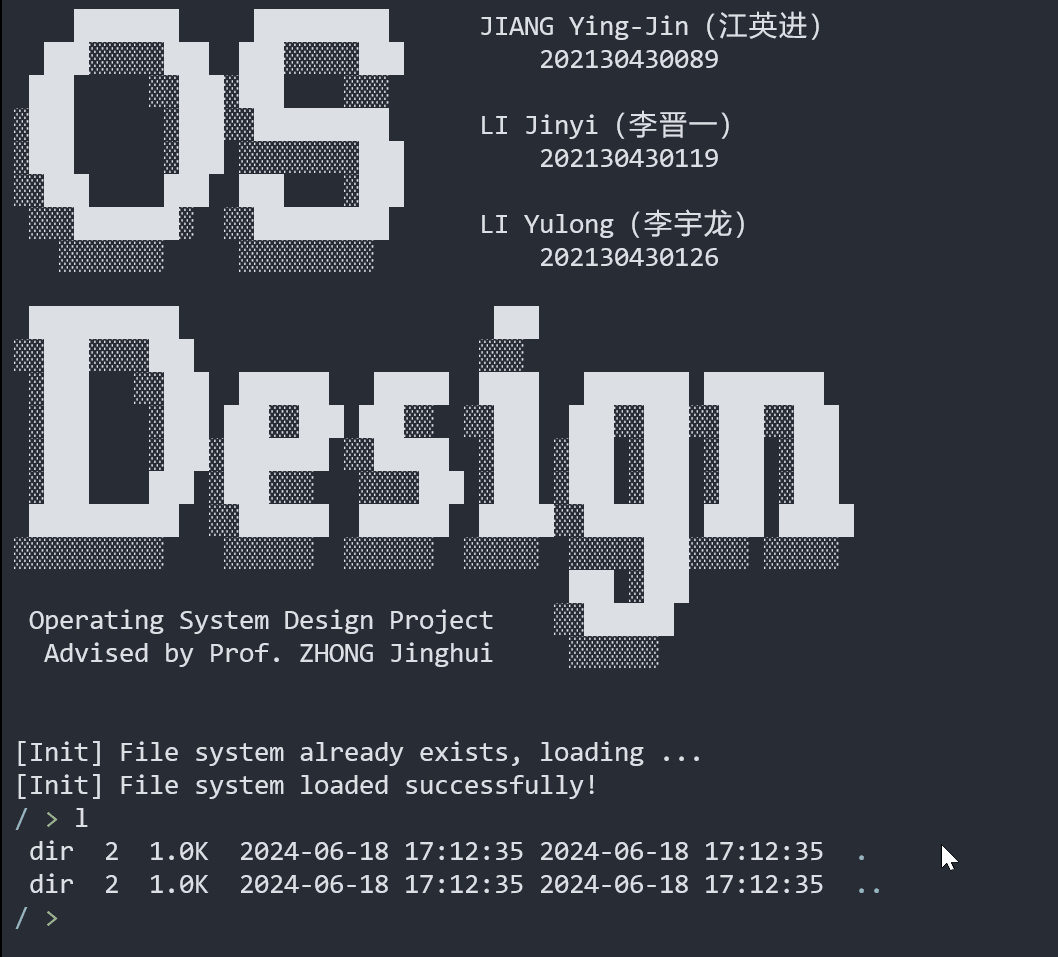 OS
JIANG Ying-Jin (江英进)
202130430089
LI Jinyi (李晋一)
202130430119
LI Yulong (李宇龙)
202130430126
Design
Operating System Design Project
Advised by Prof. ZHONG Jinghui
[Init] File system already exists, loading ...
[Init] File system loaded successfully!
/ > l
dir  2  1.0K  2024-06-18 17:12:35 2024-06-18 17:12:35  .
dir  2  1.0K  2024-06-18 17:12:35 2024-06-18 17:12:35  ..
/ >